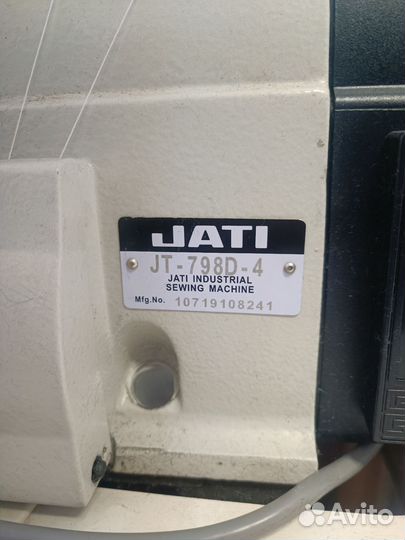 JATI
JT-798D-4
JATI INDUSTRIAL
SEWING MACHINE
Mfg.No. 10719108241
Avito